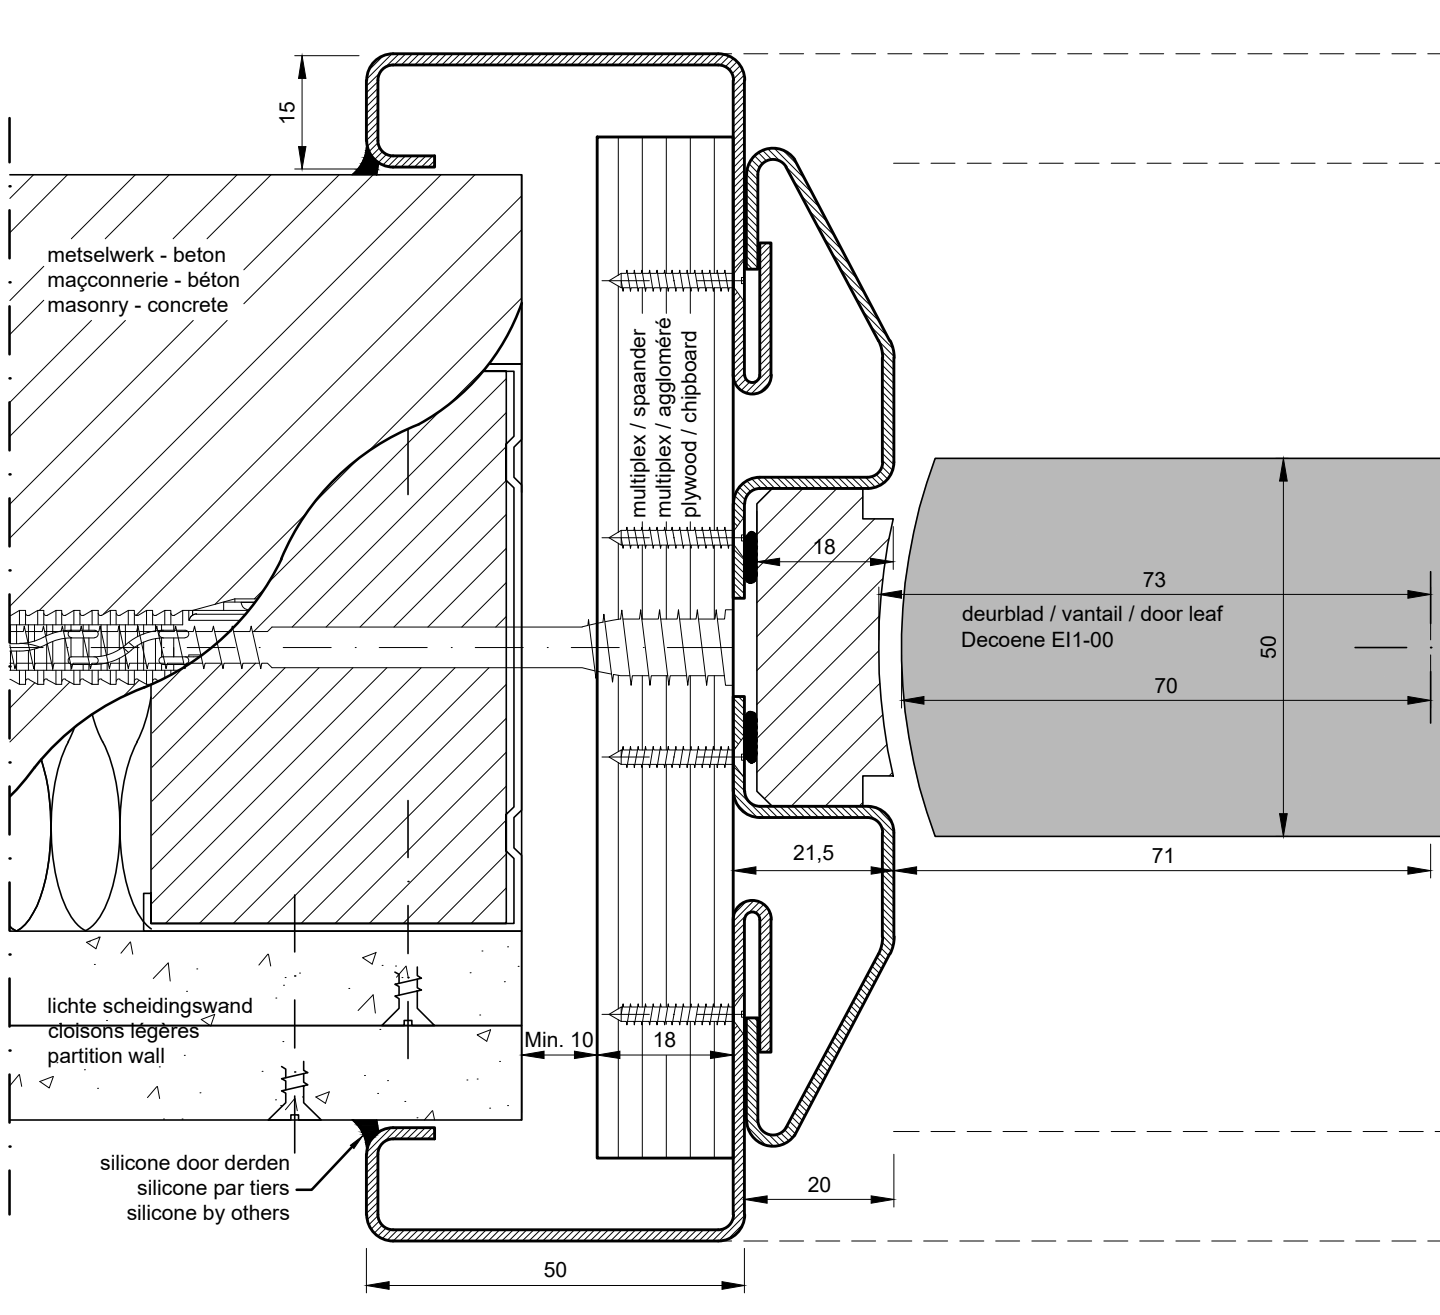 15
metselwerk - beton
maçconnerie - béton
masonry - concrete
multiplex / spaander
multiplex / aggloméré
plywood / chipboard
18
73
deurblad / vantail / door leaf
Decoene EI1-00
50
70
21,5
71
lichte scheidingswand
cloisons légères
partition wall
Min. 10
18
silicone door derden
silicone par tiers
silicone by others
20
50